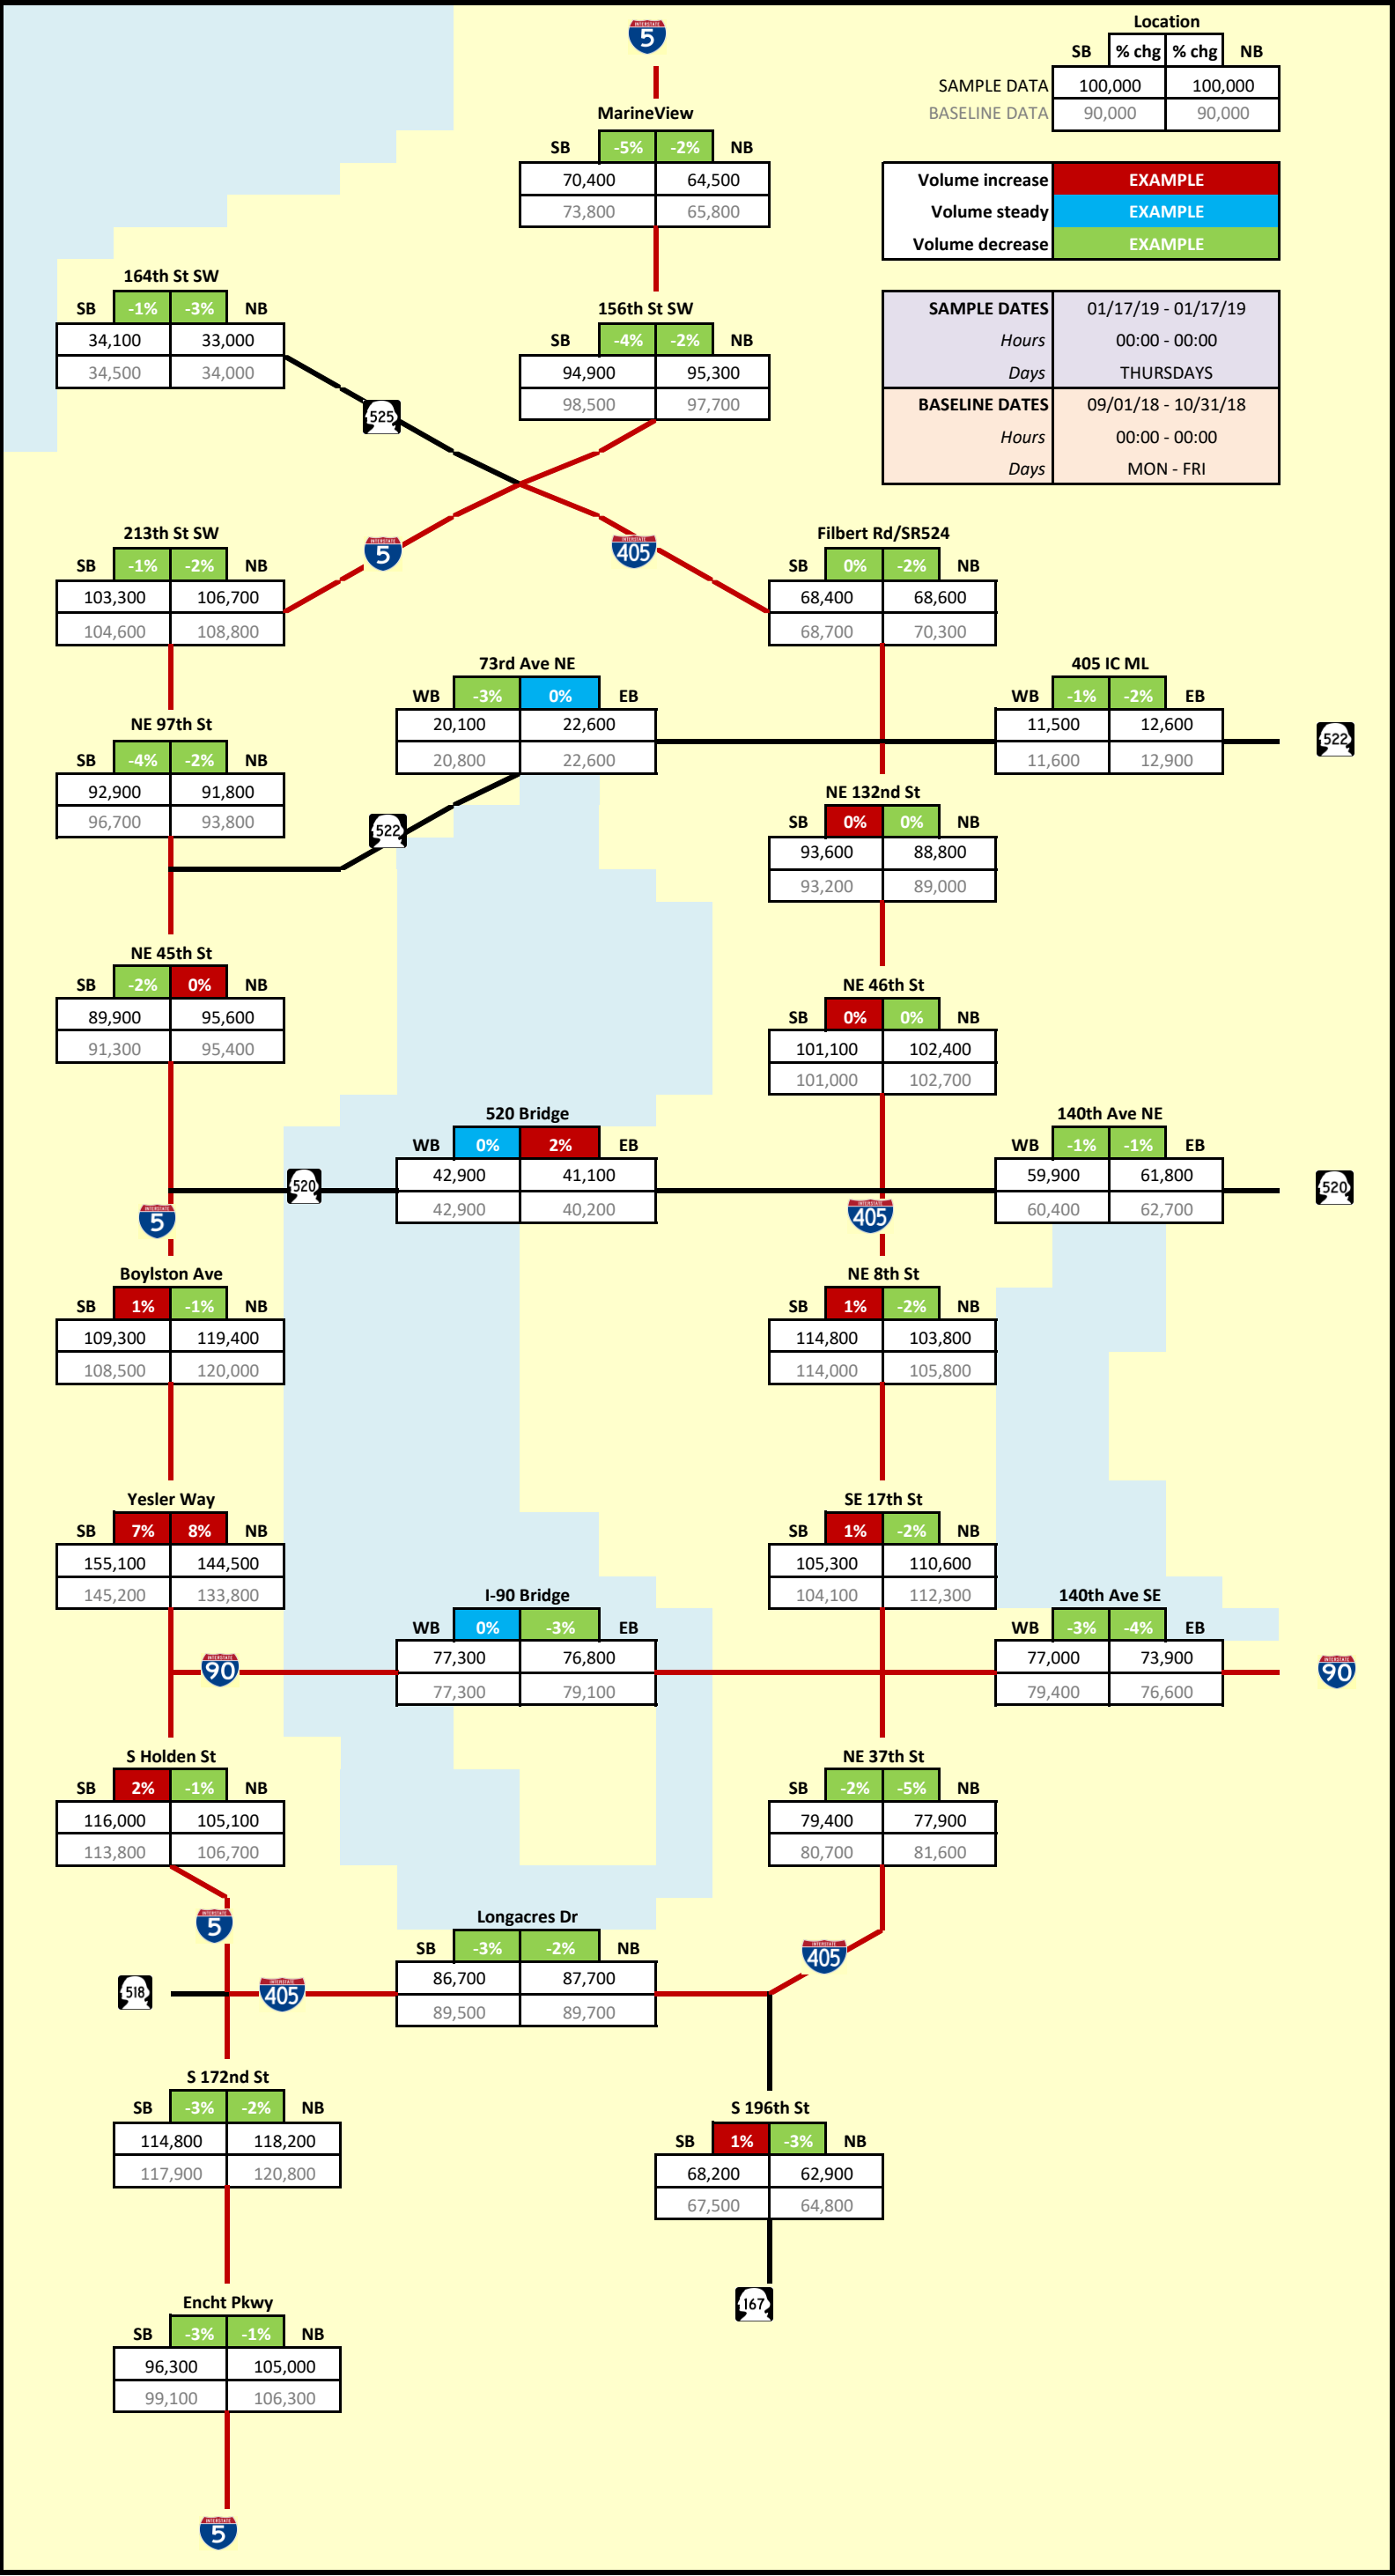 INTERSTATE
5
Location
SB % chg % chg NB
SAMPLE DATA 100,000 100,000
BASELINE DATA 90,000 90,000
MarineView
SB -5% -2% NB
70,400 64,500
73,800 65,800
Volume increase EXAMPLE
Volume steady EXAMPLE
Volume decrease EXAMPLE
164th St SW
SB -1% -3% NB
34,100 33,000
34,500 34,000
156th St SW
SB -4% -2% NB
94,900 95,300
98,500 97,700
SAMPLE DATES 01/17/19 - 01/17/19
Hours 00:00 - 00:00
Days THURSDAYS
BASELINE DATES 09/01/18 - 10/31/18
Hours 00:00 - 00:00
Days MON - FRI
525
213th St SW
SB -1% -2% NB
103,300 106,700
104,600 108,800
INTERSTATE
5
INTERSTATE
405
Filbert Rd/SR524
SB 0% -2% NB
68,400 68,600
68,700 70,300
73rd Ave NE
WB -3% 0% EB
20,100 22,600
20,800 22,600
405 IC ML
WB -1% -2% EB
11,500 12,600
11,600 12,900
522
NE 97th St
SB -4% -2% NB
92,900 91,800
96,700 93,800
522
NE 132nd St
SB 0% 0% NB
93,600 88,800
93,200 89,000
NE 45th St
SB -2% 0% NB
89,900 95,600
91,300 95,400
NE 46th St
SB 0% 0% NB
101,100 102,400
101,000 102,700
520 Bridge
WB 0% 2% EB
42,900 41,100
42,900 40,200
140th Ave NE
WB -1% -1% EB
59,900 61,800
60,400 62,700
520
520
INTERSTATE
5
INTERSTATE
405
Boylston Ave
SB 1% -1% NB
109,300 119,400
108,500 120,000
NE 8th St
SB 1% -2% NB
114,800 103,800
114,000 105,800
Yesler Way
SB 7% 8% NB
155,100 144,500
145,200 133,800
SE 17th St
SB 1% -2% NB
105,300 110,600
104,100 112,300
I-90 Bridge
WB 0% -3% EB
77,300 76,800
77,300 79,100
140th Ave SE
WB -3% -4% EB
77,000 73,900
79,400 76,600
INTERSTATE
90
INTERSTATE
90
S Holden St
SB 2% -1% NB
116,000 105,100
113,800 106,700
NE 37th St
SB -2% -5% NB
79,400 77,900
80,700 81,600
INTERSTATE
5
Longacres Dr
SB -3% -2% NB
86,700 87,700
89,500 89,700
INTERSTATE
405
518
INTERSTATE
405
S 172nd St
SB -3% -2% NB
114,800 118,200
117,900 120,800
S 196th St
SB 1% -3% NB
68,200 62,900
67,500 64,800
167
Encht Pkwy
SB -3% -1% NB
96,300 105,000
99,100 106,300
INTERSTATE
5